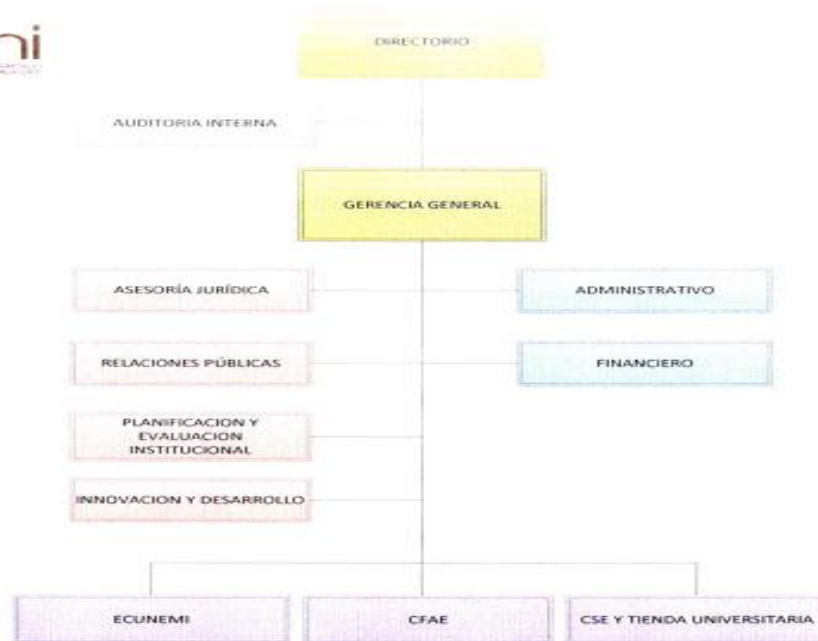 ni
DIRECTORIO
AUDITORIA INTERNA
GERENCIA GENERAL
ASESORÍA JURÍDICA
ADMINISTRATIVO
RELACIONES PÚBLICAS
FINANCIERO
PLANIFICACION Y
EVALUACION
INSTITUCIONAL
INNOVACION Y DESARROLLO
ECUNEMI
CFAE
CSE Y TIENDA UNIVERSITARIA